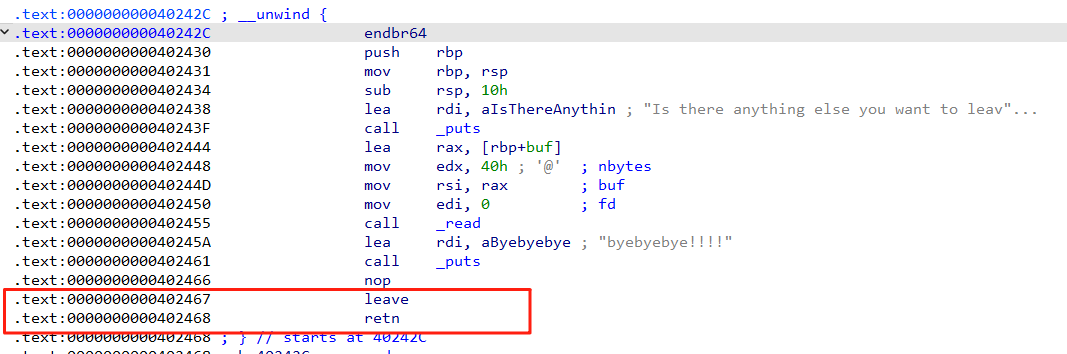 .text:000000000040242C ; __unwind {
.text:000000000040242C endbr64
.text:0000000000402430 push rbp
.text:0000000000402431 mov rbp, rsp
.text:0000000000402434 sub rsp, 10h
.text:0000000000402438 lea rdi, aIsThereAnythin ; "Is there anything else you want to leav"...
.text:000000000040243F call _puts
.text:0000000000402444 lea rax, [rbp+buf]
.text:0000000000402448 mov edx, 40h ; '@' ; nbytes
.text:000000000040244D mov rsi, rax ; buf
.text:0000000000402450 mov edi, 0 ; fd
.text:0000000000402455 call _read
.text:000000000040245A lea rdi, aByebyebye ; "byebyebye!!!!"
.text:0000000000402461 call _puts
.text:0000000000402466 nop
.text:0000000000402467 leave
.text:0000000000402468 retn
.text:0000000000402468 ; } // starts at 40242C